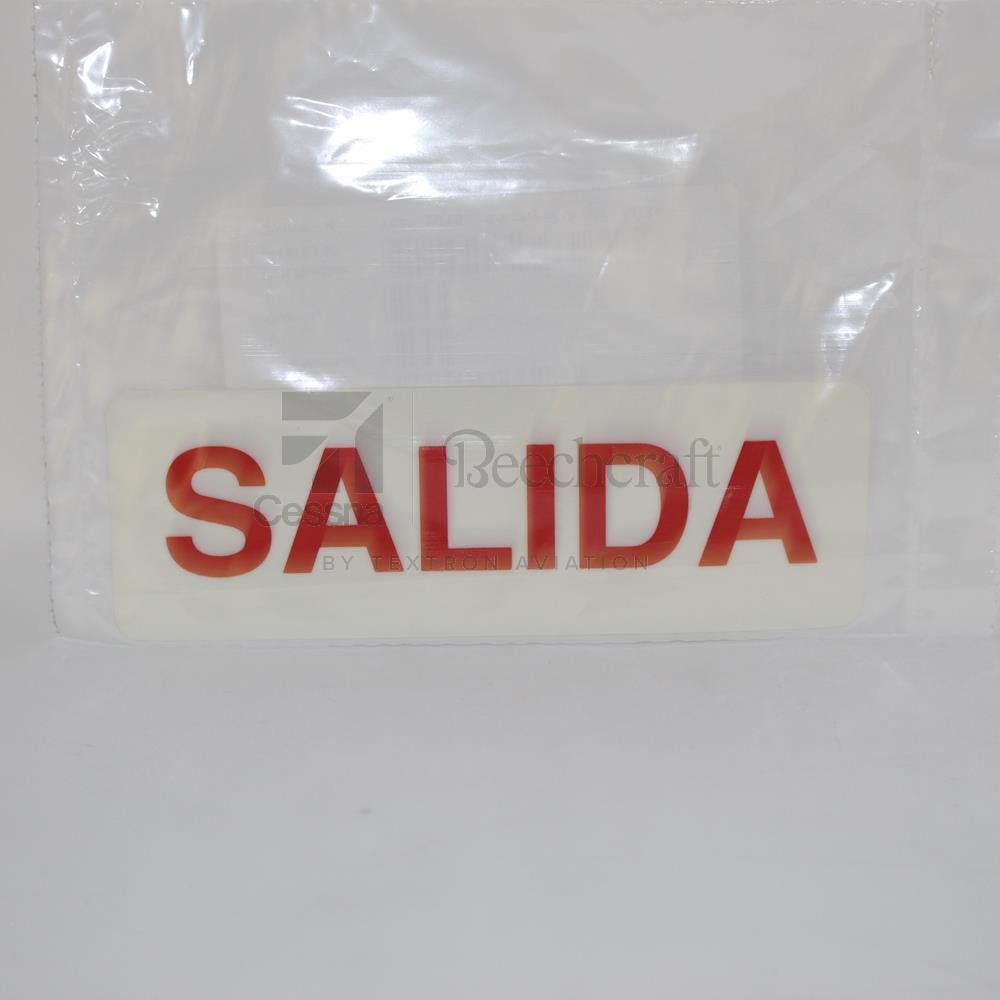 SALIDA
Cessna Beechcraft
BY TEXTRON AVIATION